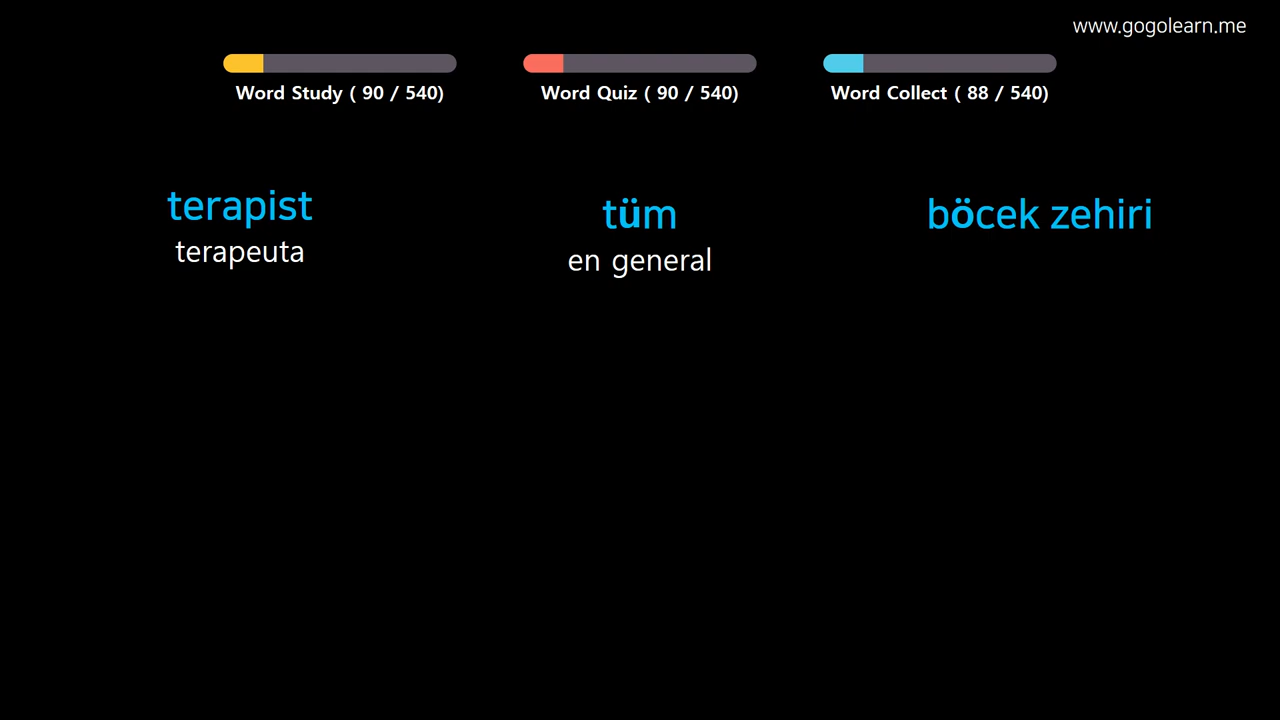 www.gogolearn.me
Word Study ( 90 / 540)
Word Quiz ( 90 / 540)
Word Collect ( 88 / 540)
terapist
terapeuta
tüm
en general
böcek zehiri